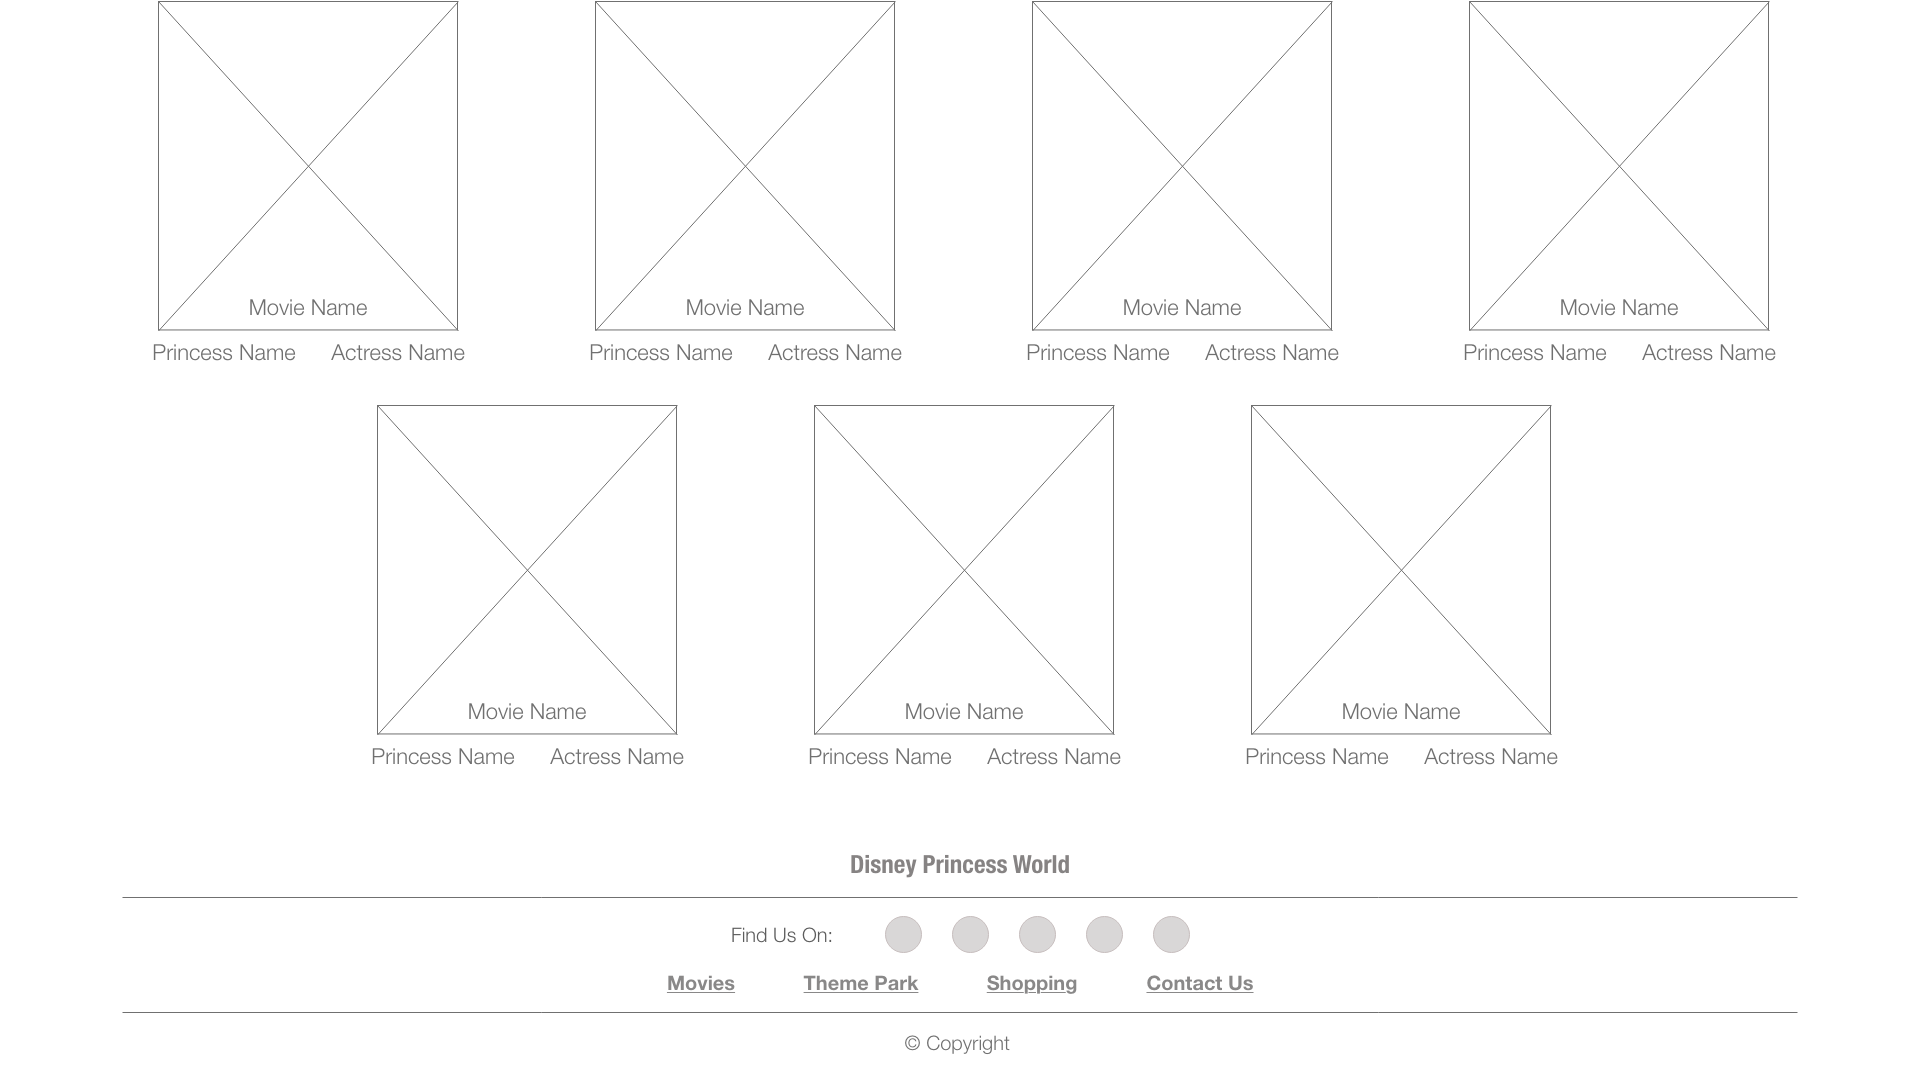 Movie Name Movie Name Movie Name Movie Name
Princess Name Actress Name Princess Name Actress Name Princess Name Actress Name Princess Name Actress Name
Movie Name Movie Name Movie Name
Princess Name Actress Name Princess Name Actress Name Princess Name Actress Name
Disney Princess World
Find Us On:
Movies Theme Park Shopping Contact Us
© Copyright